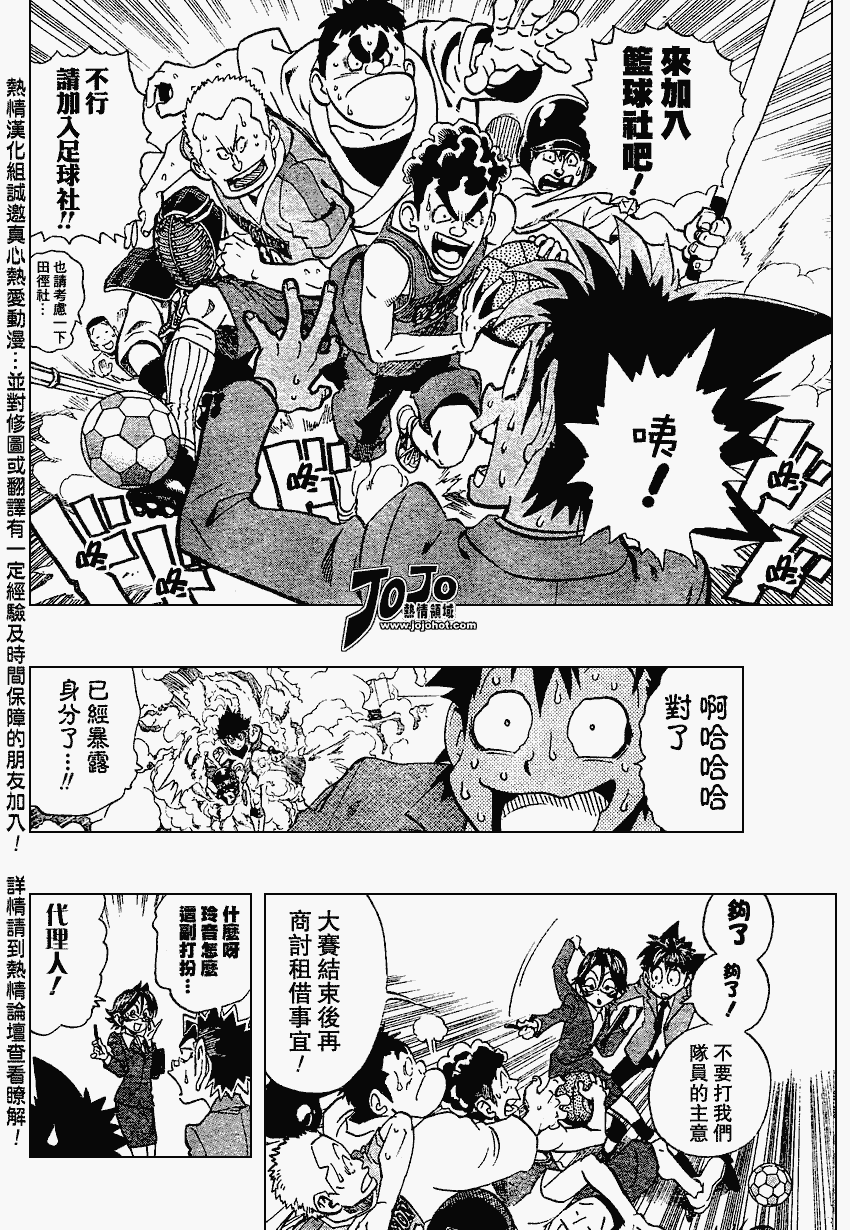 來加入
籃球社吧!
不行
請加入足球社!!
也請考慮一下
田徑社…
咦!
咚
咚
咚
咚
JOJO
熱情領域
www.jojohot.com
啊哈哈哈
對了
已經暴露
身分了…!!
夠了
夠了!
不要打我們
隊員的主意
大賽結束後再
商討租借事宜!
什麼呀
玲音怎麼
這副打扮…
代理人!
熱情漢化組誠邀真心熱愛動漫…並對修圖或翻譯有一定經驗及時間保障的朋友加入! 詳情請到熱情論壇查看瞭解!